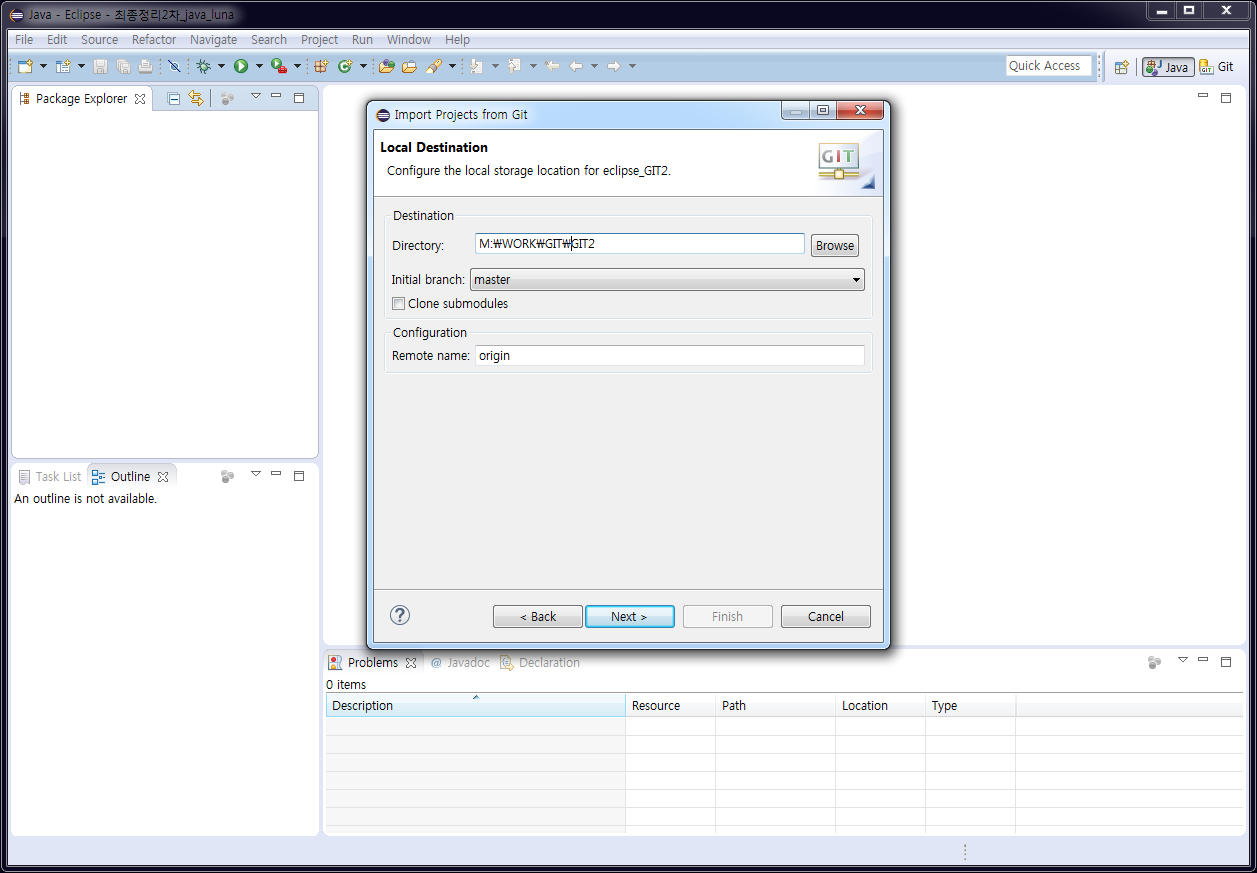 Java - Eclipse - 최종정리2차_java_luna
File Edit Source Refactor Navigate Search Project Run Window Help
Quick Access
Java
Git
Package Explorer
Import Projects from Git
Local Destination
Configure the local storage location for eclipse_GIT2.
GIT
Destination
Directory: M:₩WORK₩GIT₩GIT2 Browse
Initial branch: master
Clone submodules
Configuration
Remote name: origin
< Back Next > Finish Cancel
Task List Outline
An outline is not available.
Problems @ Javadoc Declaration
0 items
Description Resource Path Location Type